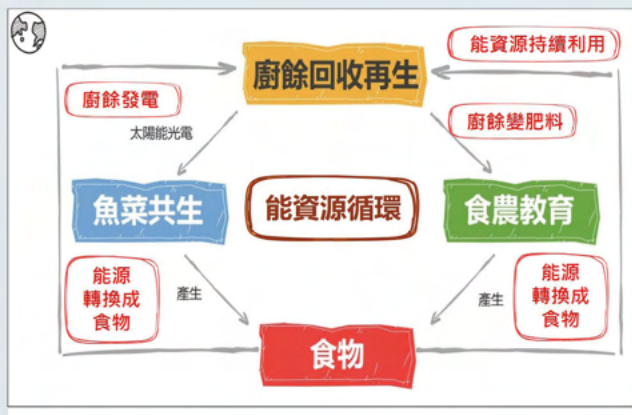 能資源持續利用
廚餘回收再生
廚餘發電
太陽能光電
廚餘變肥料
魚菜共生
能資源循環
食農教育
能源
轉換成
食物
產生
產生
能源
轉換成
食物
食物